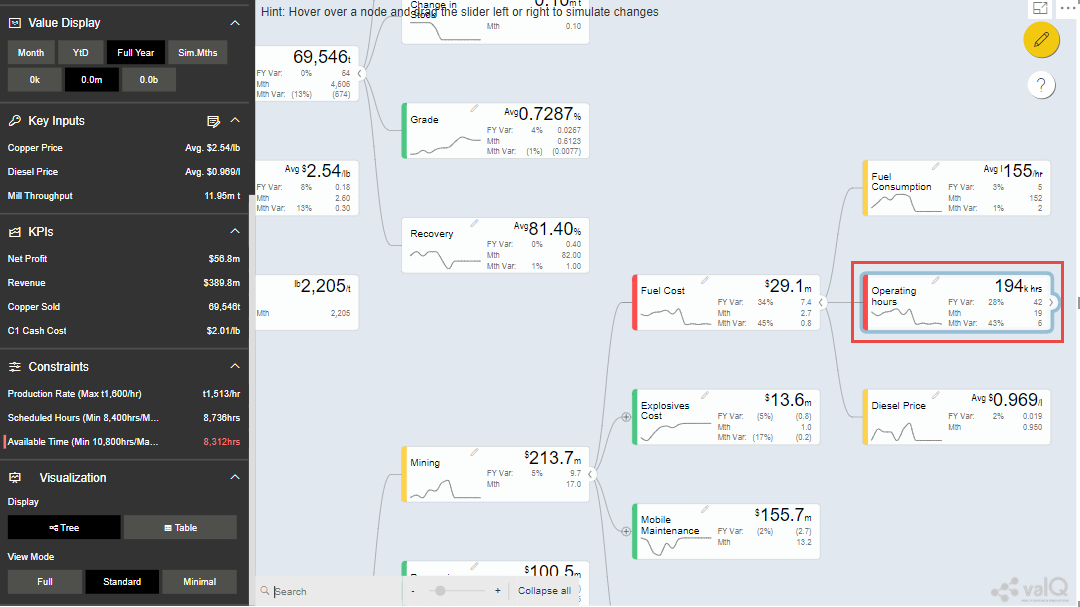 Value Display
Month YtD Full Year Sim.Mths
0k 0.0m 0.0b
Key Inputs
Copper Price Avg. $2.54/lb
Diesel Price Avg. $0.969/l
Mill Throughput 11.95m t
KPIs
Net Profit $56.8m
Revenue $389.8m
Copper Sold 69,546t
C1 Cash Cost $2.01/lb
Constraints
Production Rate (Max t1,600/hr) t1,513/hr
Scheduled Hours (Min 8,400hrs/M... 8,736hrs
Available Time (Min 10,800hrs/Ma... 8,312hrs
Visualization
Display
Tree Table
View Mode
Full Standard Minimal
Hint: Hover over a node and drag the slider left or right to simulate changes
Change in
Stocks
0.10m t
Mth 0.10
69,546t
FY Var: 0% 64
Mth 4,606
Mth Var: (13%) (674)
Grade
Avg0.7287%
FY Var: 4% 0.0267
Mth 0.6123
Mth Var: (1%) (0.0077)
Avg $2.54/lb
FY Var: 8% 0.18
Mth 2.60
Mth Var: 13% 0.30
Recovery
Avg81.40%
FY Var: 0% 0.40
Mth 82.00
Mth Var: 1% 1.00
lb2,205/t
Mth 2,205
Fuel
Consumption
Avg l155/hr
FY Var: 3% 5
Mth 152
Mth Var: 1% 2
Fuel Cost
$29.1m
FY Var: 34% 7.4
Mth 2.7
Mth Var: 45% 0.8
Operating
hours
194k hrs
FY Var: 28% 42
Mth 19
Mth Var: 43% 6
Explosives
Cost
$13.6m
FY Var: (5%) (0.8)
Mth 1.0
Mth Var: (17%) (0.2)
Diesel Price
Avg $0.969/l
FY Var: 2% 0.019
Mth 0.950
Mining
$213.7m
FY Var: 5% 9.7
Mth 17.0
Mobile
Maintenance
$155.7m
FY Var: (2%) (2.7)
Mth 13.2
$100.5m
Search
- + Collapse all
?
valQ